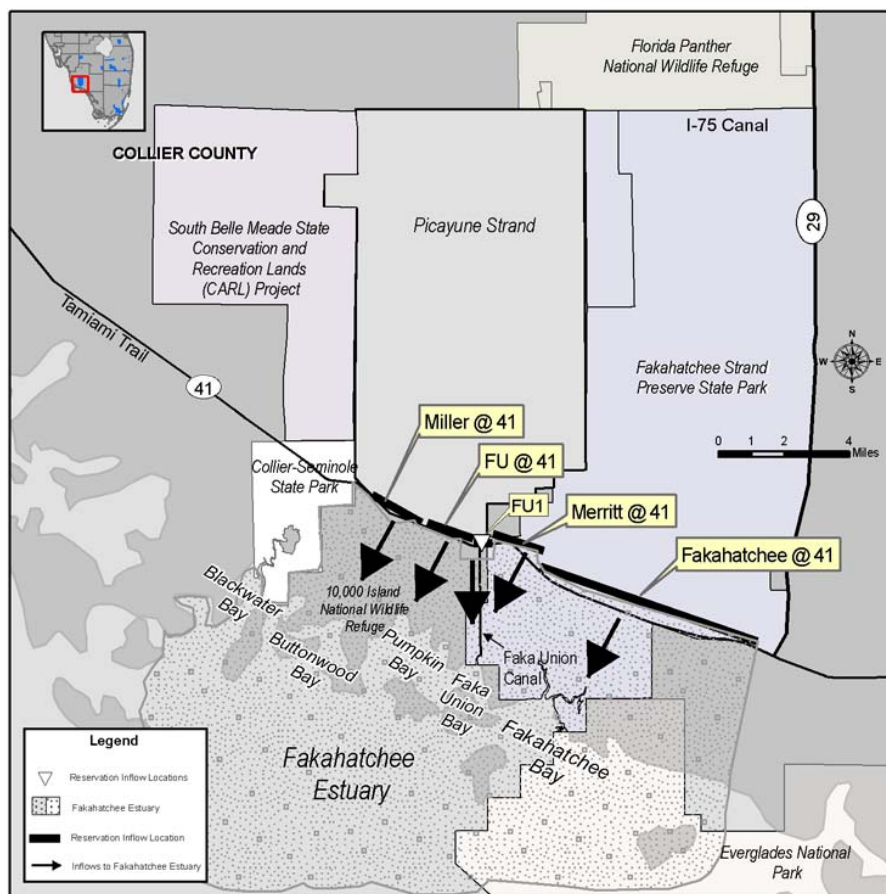 Florida Panther
National Wildlife Refuge
I-75 Canal
COLLIER COUNTY
South Belle Meade State
Conservation and
Recreation Lands
(CARL) Project
Picayune Strand
29
Tamiami Trail
41
N
W
E
S
Fakahatchee Strand
Preserve State Park
0 1 2 4
Miles
Miller @ 41
FU @ 41
FU1
Merritt @ 41
Fakahatchee @ 41
Collier-Seminole
State Park
10,000 Island
National Wildlife
Refuge
Blackwater
Bay
Buttonwood
Bay
Pumpkin
Bay
Faka
Union
Bay
Faka Union
Canal
Fakahatchee
Bay
Fakahatchee
Estuary
Everglades National
Park
Legend
Reservation Inflow Locations
Fakahatchee Estuary
Reservation Inflow Location
Inflows to Fakahatchee Estuary